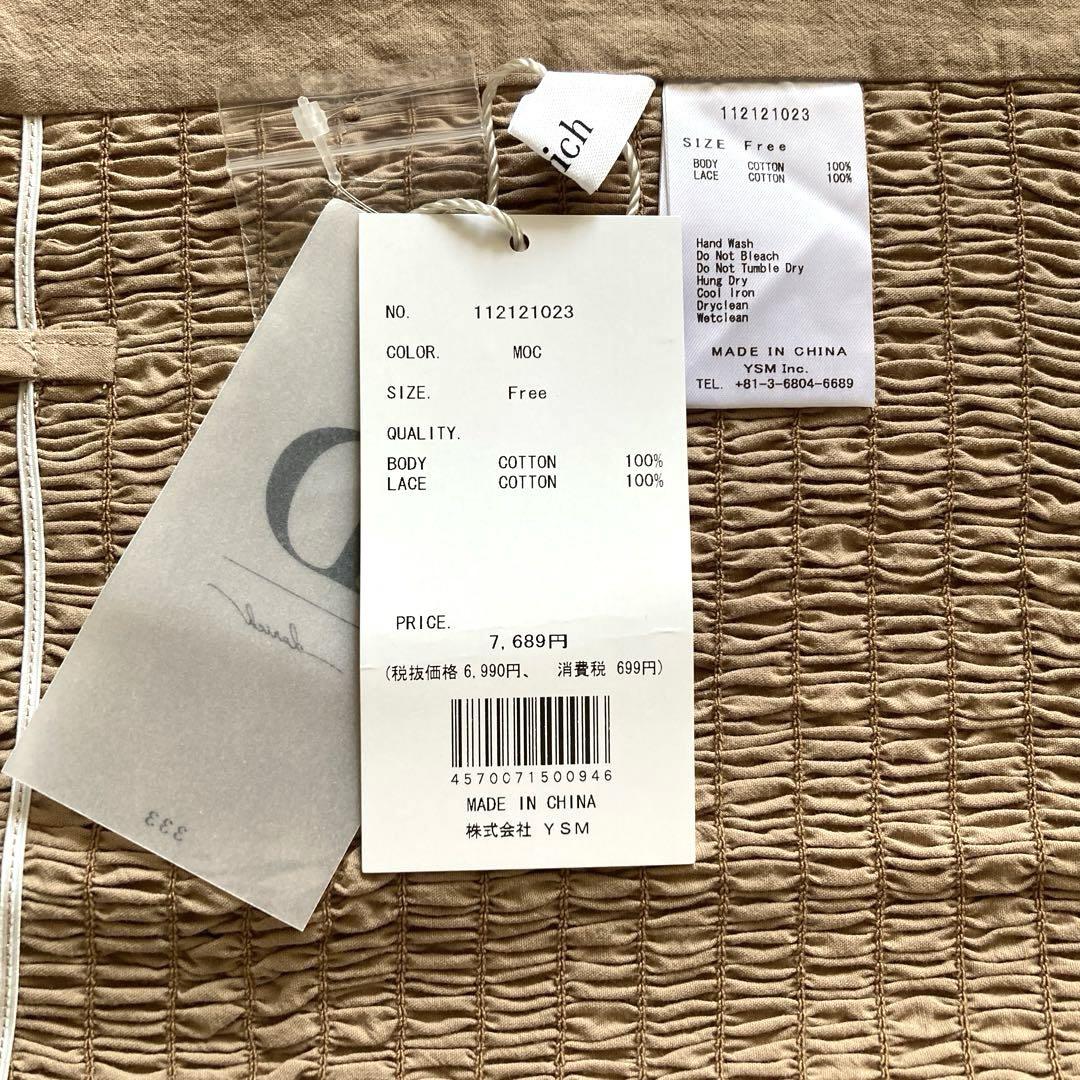 ich
112121023
SIZE Free
BODY COTTON 100%
LACE COTTON 100%
Hand Wash
Do Not Bleach
Do Not Tumble Dry
Hung Dry
Cool Iron
Dryclean
Wetclean
MADE IN CHINA
YSM Inc.
TEL. +81-3-6804-6689
NO. 112121023
COLOR. MOC
SIZE. Free
QUALITY.
BODY COTTON 100%
LACE COTTON 100%
PRICE.
7,689円
(税抜価格 6,990円、 消費税 699円)
4570071500946
MADE IN CHINA
株式会社 YSM
D
derich
333